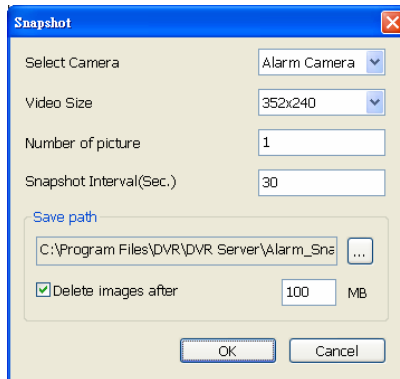 Snapshot
Select Camera Alarm Camera
Video Size 352x240
Number of picture 1
Snapshot Interval(Sec.) 30
Save path
C:\Program Files\DVR\DVR Server\Alarm_Sna ...
Delete images after 100 MB
OK Cancel